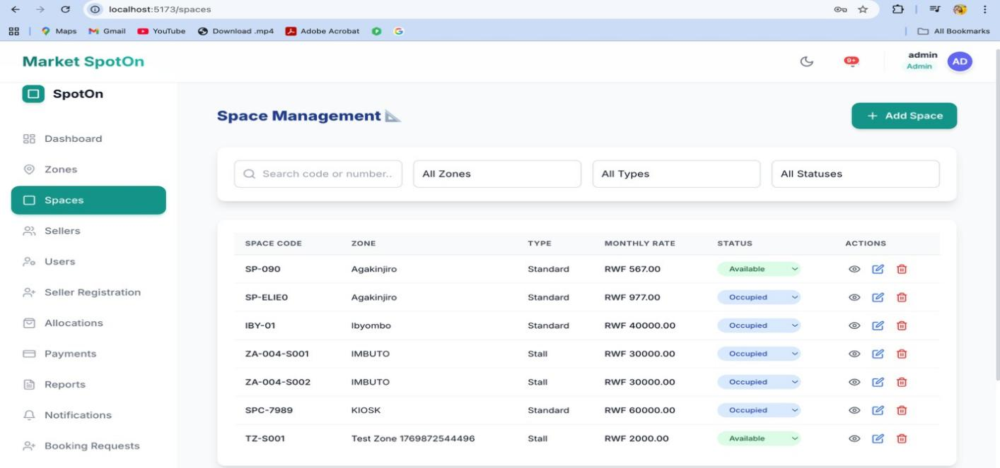 localhost:5173/spaces
Maps Gmail YouTube Download .mp4 Adobe Acrobat All Bookmarks
Market SpotOn
9+
admin
Admin
AD
SpotOn
Dashboard
Zones
Spaces
Sellers
Users
Seller Registration
Allocations
Payments
Reports
Notifications
Booking Requests
Space Management
+ Add Space
Search code or number..
All Zones
All Types
All Statuses
SPACE CODE ZONE TYPE MONTHLY RATE STATUS ACTIONS
SP-090 Agakinjiro Standard RWF 567.00 Available
SP-ELIE0 Agakinjiro Standard RWF 977.00 Occupied
IBY-01 Ibyombo Standard RWF 40000.00 Occupied
ZA-004-S001 IMBUTO Stall RWF 30000.00 Occupied
ZA-004-S002 IMBUTO Stall RWF 30000.00 Occupied
SPC-7989 KIOSK Standard RWF 60000.00 Occupied
TZ-S001 Test Zone 1769872544496 Stall RWF 2000.00 Available